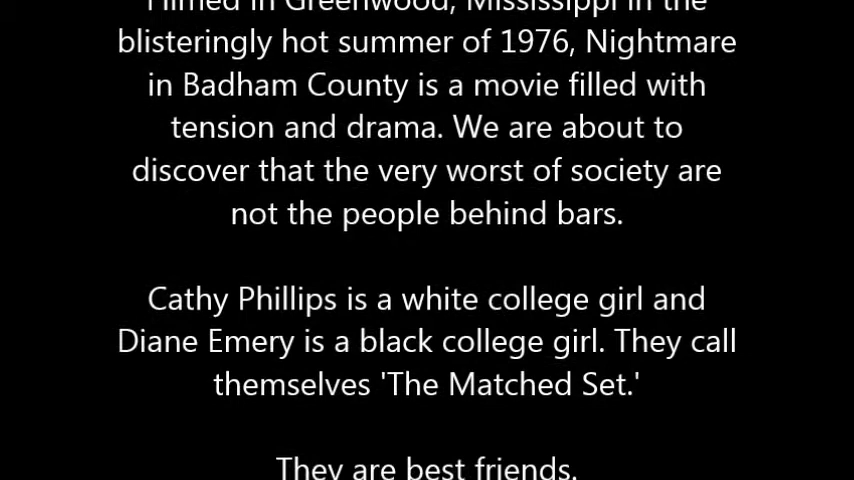 Filmed in Greenwood, Mississippi in the
blisteringly hot summer of 1976, Nightmare
in Badham County is a movie filled with
tension and drama. We are about to
discover that the very worst of society are
not the people behind bars.
Cathy Phillips is a white college girl and
Diane Emery is a black college girl. They call
themselves 'The Matched Set.'
They are best friends.